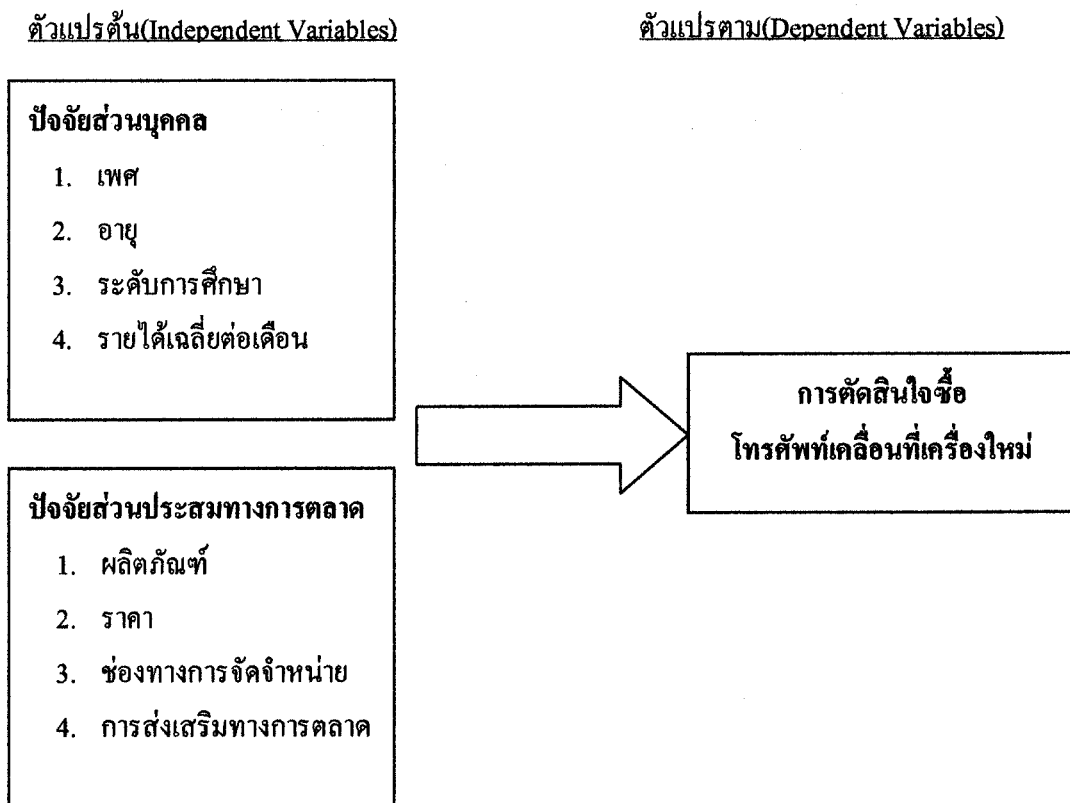 ตัวแปรต้น(Independent Variables)
ตัวแปรตาม(Dependent Variables)
ปัจจัยส่วนบุคคล
1. เพศ
2. อายุ
3. ระดับการศึกษา
4. รายได้เฉลี่ยต่อเดือน
การตัดสินใจซื้อ
โทรศัพท์เคลื่อนที่เครื่องใหม่
ปัจจัยส่วนประสมทางการตลาด
1. ผลิตภัณฑ์
2. ราคา
3. ช่องทางการจัดจำหน่าย
4. การส่งเสริมทางการตลาด